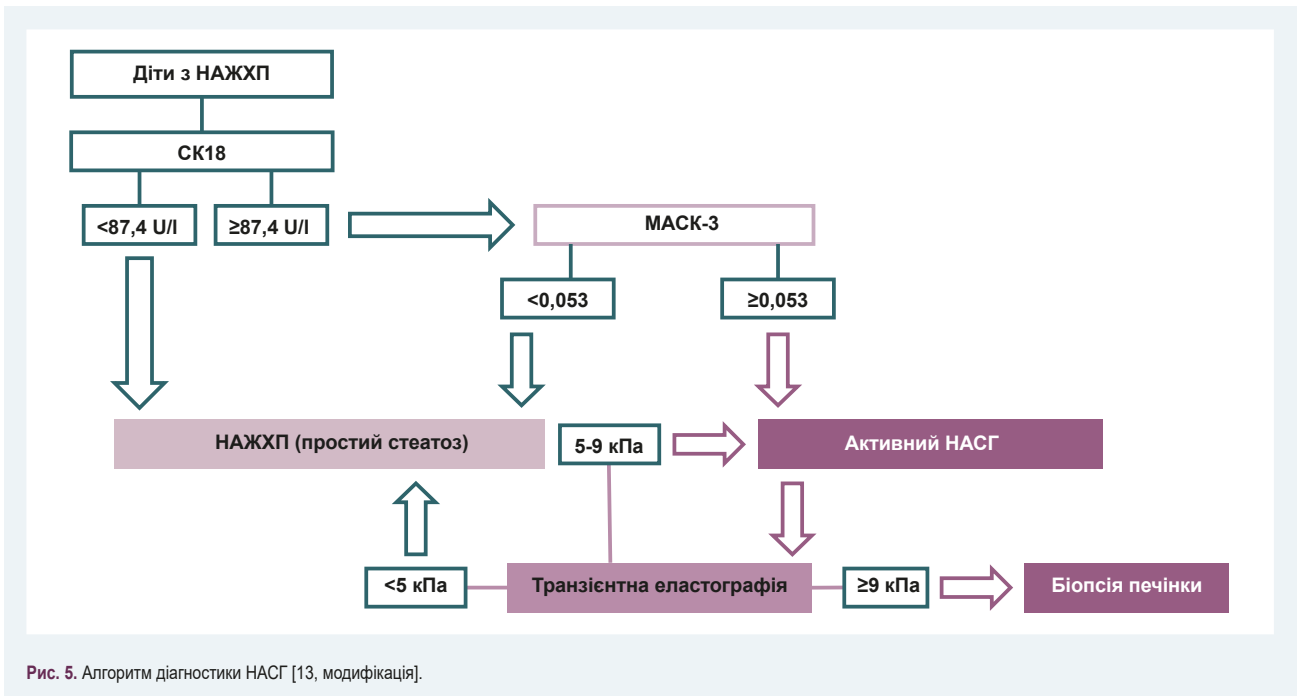 Діти з НАЖХП
СК18
<87,4 U/l
≥87,4 U/l
МАСК-3
<0,053
≥0,053
НАЖХП (простий стеатоз)
5-9 кПа
Активний НАСГ
<5 кПа
Транзієнтна еластографія
≥9 кПа
Біопсія печінки
Рис. 5. Алгоритм діагностики НАСГ [13, модифікація].